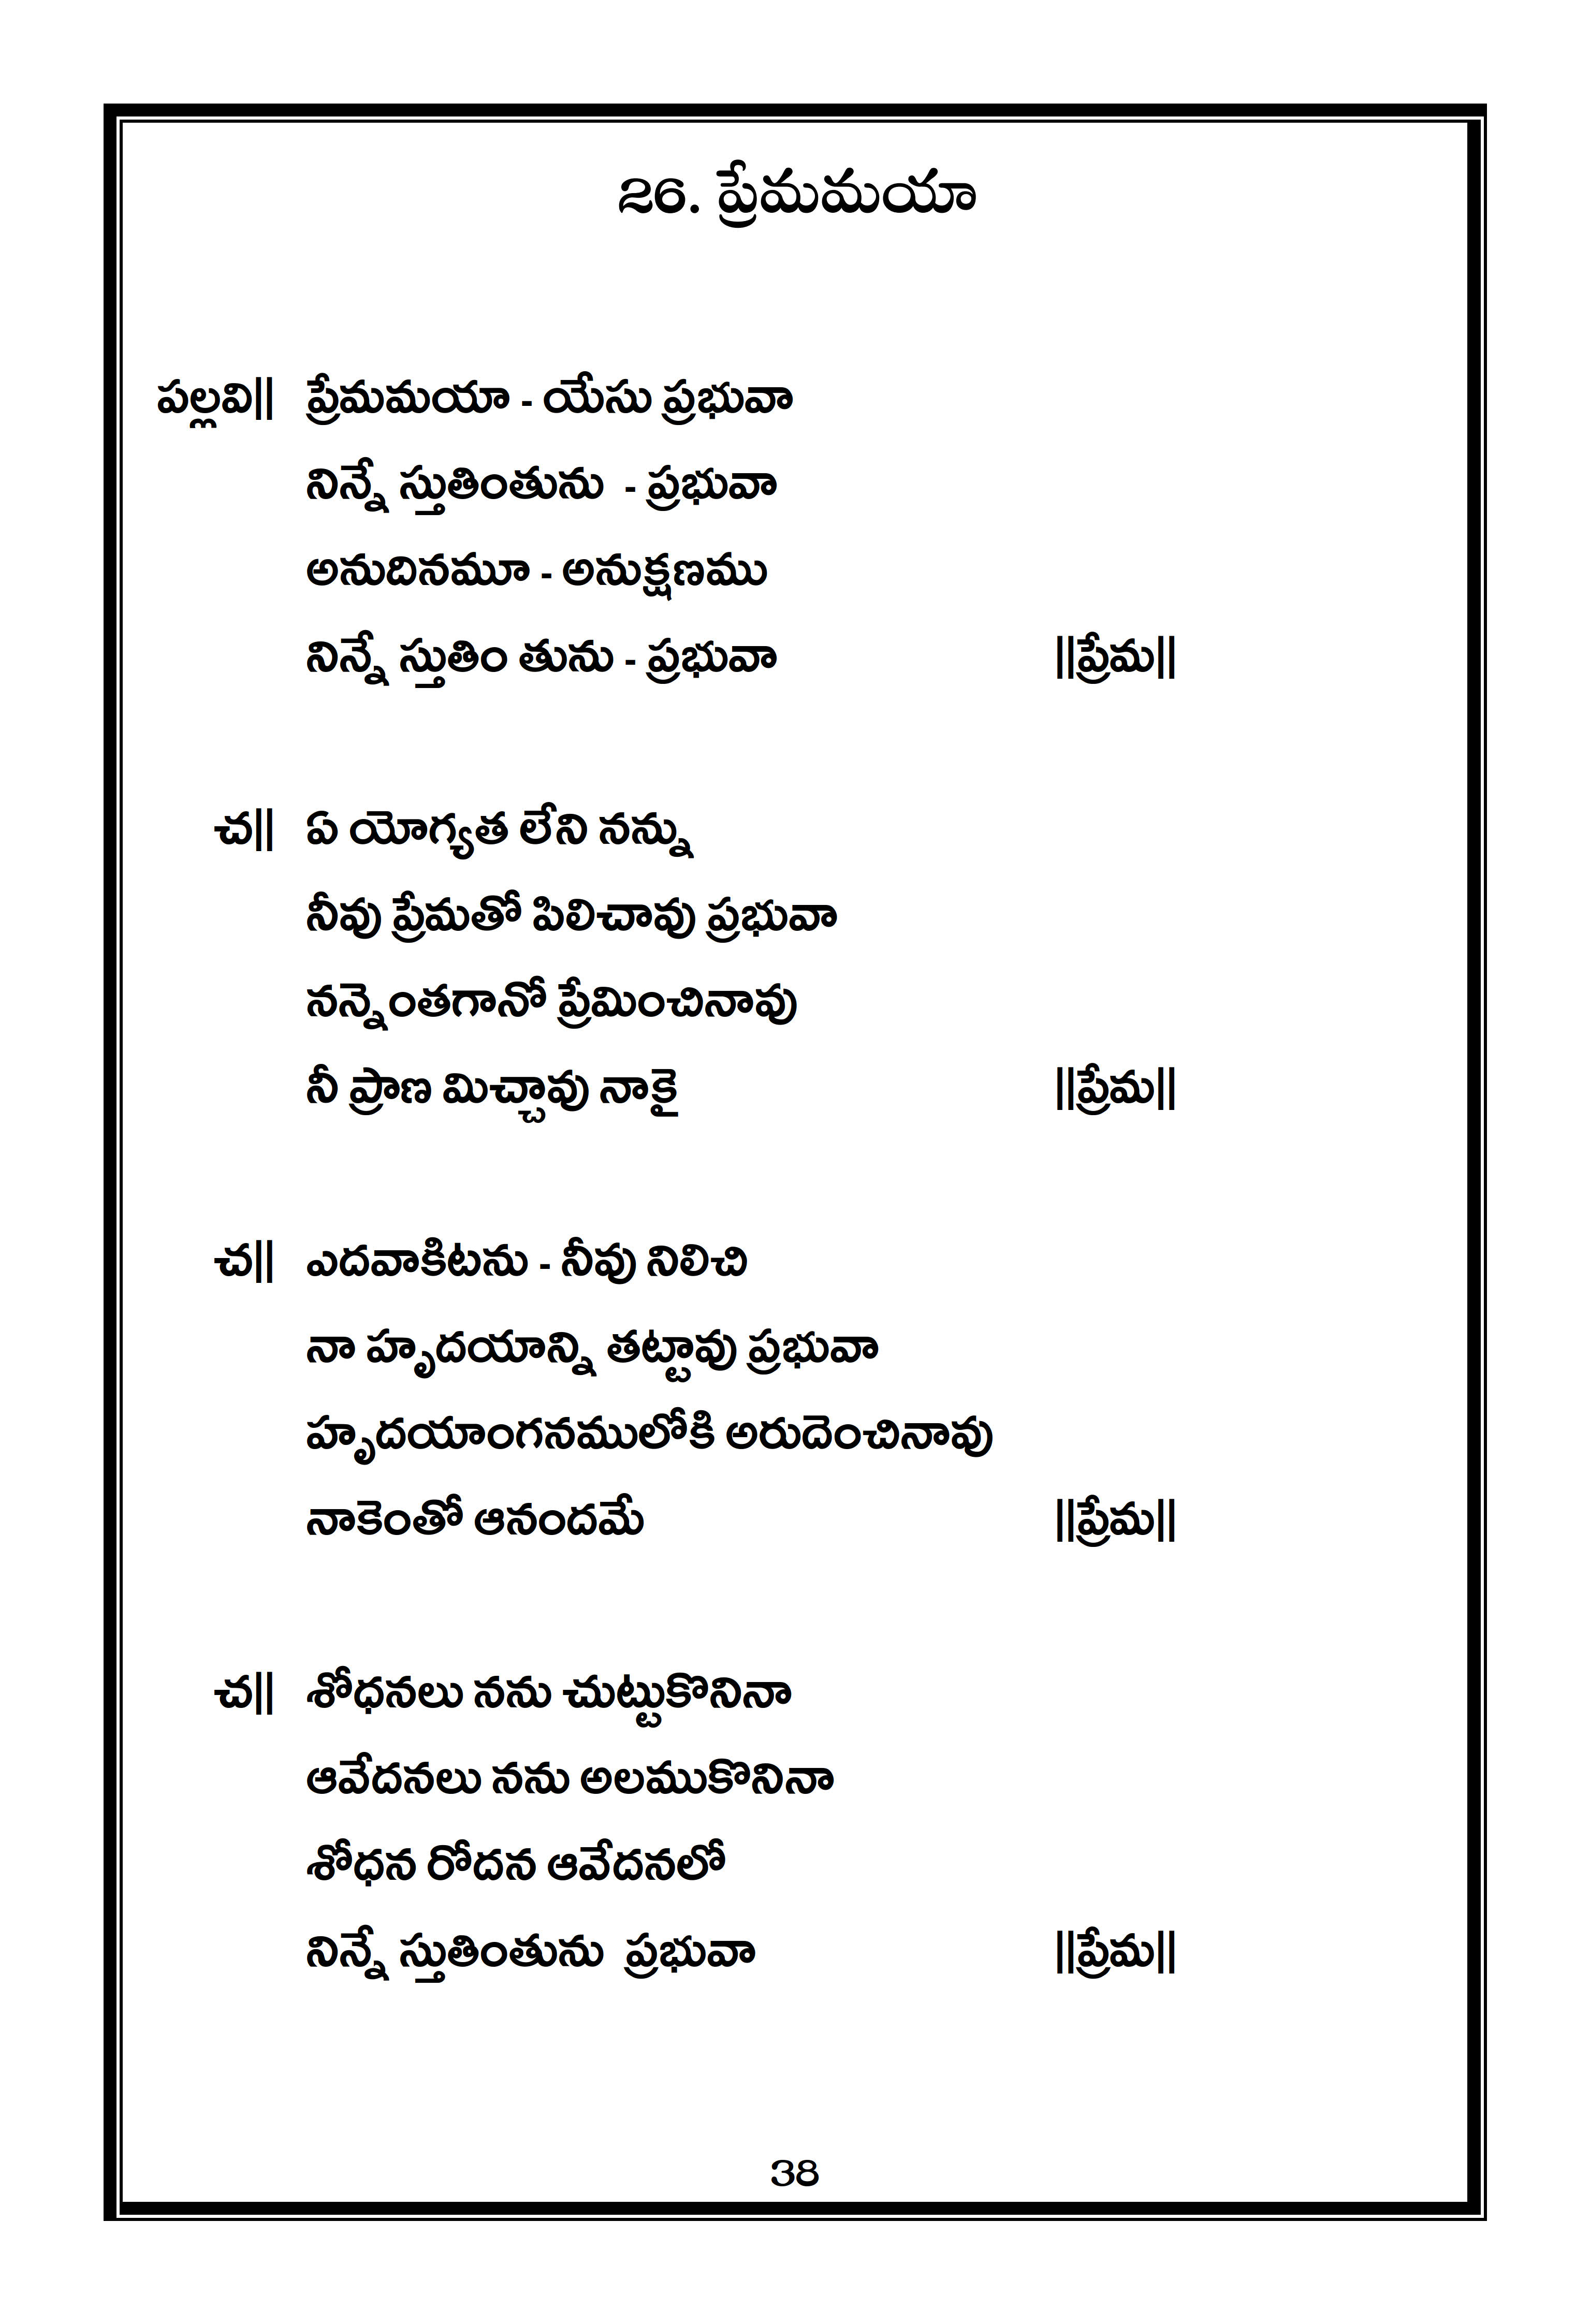 26. ప్రేమమయా
పల్లవి|| ప్రేమమయా - యేసు ప్రభువా
నిన్నే స్తుతింతును - ప్రభువా
అనుదినమూ - అనుక్షణము
నిన్నే స్తుతిం తును - ప్రభువా ||ప్రేమ||
చ|| ఏ యోగ్యత లేని నన్ను
నీవు ప్రేమతో పిలిచావు ప్రభువా
నన్నెంతగానో ప్రేమించినావు
నీ ప్రాణ మిచ్చావు నాకై ||ప్రేమ||
చ|| ఎదవాకిటను - నీవు నిలిచి
నా హృదయాన్ని తట్టావు ప్రభువా
హృదయాంగనములోకి అరుదెంచినావు
నాకెంతో ఆనందమే ||ప్రేమ||
చ|| శోధనలు నను చుట్టుకొనినా
ఆవేదనలు నను అలముకొనినా
శోధన రోదన ఆవేదనలో
నిన్నే స్తుతింతును ప్రభువా ||ప్రేమ||
38